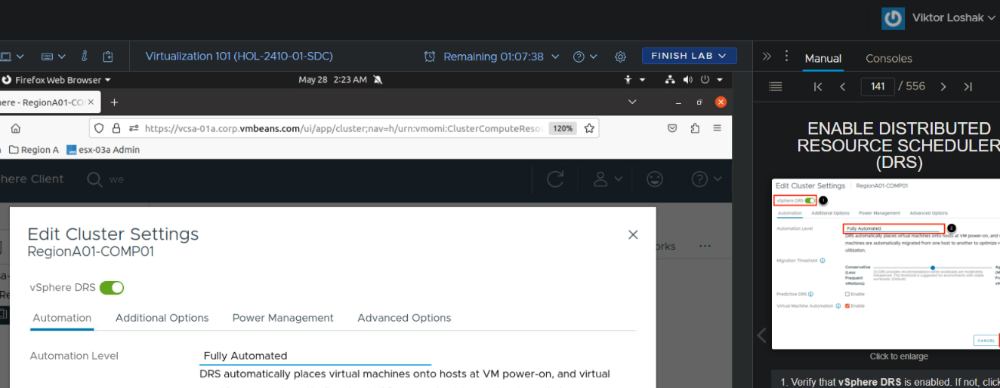 Viktor Loshak
Virtualization 101 (HOL-2410-01-SDC)
Remaining 01:07:38
FINISH LAB
Manual
Consoles
Firefox Web Browser
May 28 2:23 AM
141 / 556
RegionA01-CO
https://vcsa-01a.corp.vmbeans.com/ui/app/cluster;nav=h/urn:vmomi:ClusterComputeResou
120%
Region A
esx-03a Admin
here Client
we
Edit Cluster Settings
RegionA01-COMP01
vSphere DRS
Automation
Additional Options
Power Management
Advanced Options
Automation Level
Fully Automated
DRS automatically places virtual machines onto hosts at VM power-on, and virtual
orks
ENABLE DISTRIBUTED
RESOURCE SCHEDULER
(DRS)
Edit Cluster Settings
RegionA01-COMP01
vSphere DRS
1
Automation
Additional Options
Power Management
Advanced Options
Automation Level
Fully Automated
2
DRS automatically places virtual machines onto hosts at VM power-on, and
machines are automatically migrated from one host to another to optimize
utilization.
Migration Threshold
Conservative
(Less
Frequent
vMotions)
(3) DRS provides recommendations when workloads are moderately
imbalanced. This threshold is suggested for environments with stable
workloads. (Default)
Predictive DRS
Enable
Virtual Machine Automation
Enable
CANCEL
Click to enlarge
1. Verify that vSphere DRS is enabled. If not, click